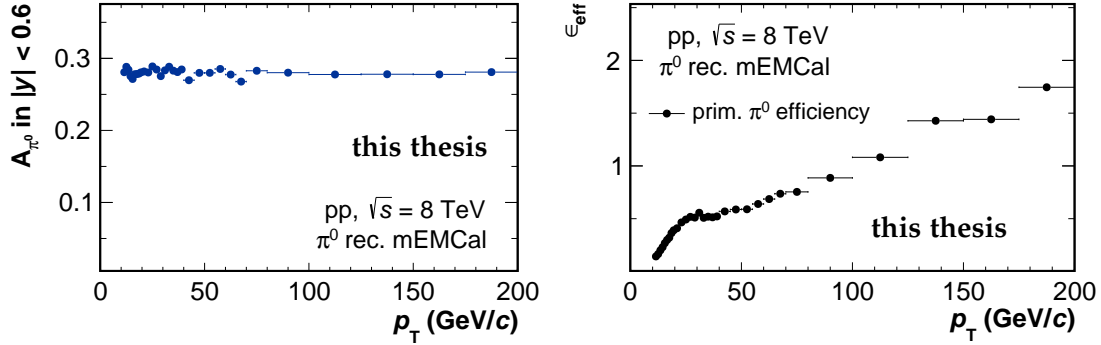 A_π⁰ in |y| < 0.6
0.3
0.2
0.1
this thesis
pp, √s = 8 TeV
π⁰ rec. mEMCal
0 50 100 150 200
p_T (GeV/c)
ϵ_eff
2
1
pp, √s = 8 TeV
π⁰ rec. mEMCal
prim. π⁰ efficiency
this thesis
0 50 100 150 200
p_T (GeV/c)